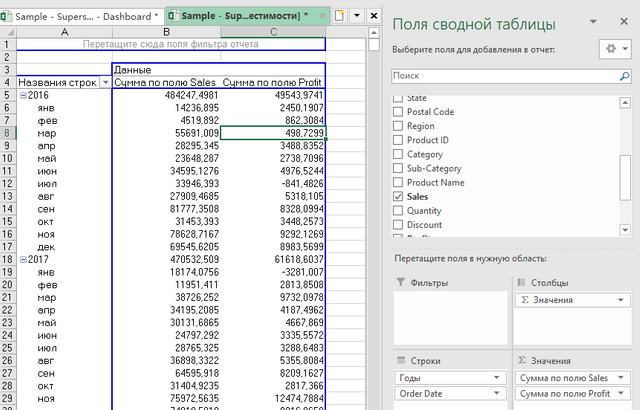 Sample - Supers... - Dashboard *
Sample - Sup...естимости] *
A B C
1 Перетащите сюда поля фильтра отчета
2
3 Данные
4 Названия строк Сумма по полю Sales Сумма по полю Profit
5 2016 484247,4981 49543,9741
6 янв 14236,895 2450,1907
7 фев 4519,892 862,3084
8 мар 55691,009 498,7299
9 апр 28295,345 3488,8352
10 май 23648,287 2738,7096
11 июн 34595,1276 4976,5244
12 июл 33946,393 -841,4826
13 авг 27909,4685 5318,105
14 сен 81777,3508 8328,0994
15 окт 31453,393 3448,2573
16 ноя 78628,7167 9292,1269
17 дек 69545,6205 8983,5699
18 2017 470532,509 61618,6037
19 янв 18174,0756 -3281,007
20 фев 11951,411 2813,8508
21 мар 38726,252 9732,0978
22 апр 34195,2085 4187,4962
23 май 30131,6865 4667,869
24 июн 24797,292 3335,5572
25 июл 28765,325 3288,6483
26 авг 36898,3322 5355,8084
27 сен 64595,918 8209,1627
28 окт 31404,9235 2817,366
29 ноя 75972,5635 12474,7884
Поля сводной таблицы
Выберите поля для добавления в отчет:
Поиск
State
Postal Code
Region
Product ID
Category
Sub-Category
Product Name
Sales
Quantity
Discount
Перетащите поля в нужную область:
Фильтры
Столбцы
Σ Значения
Строки
Годы
Order Date
Σ Значения
Сумма по полю Sales
Сумма по полю Profit